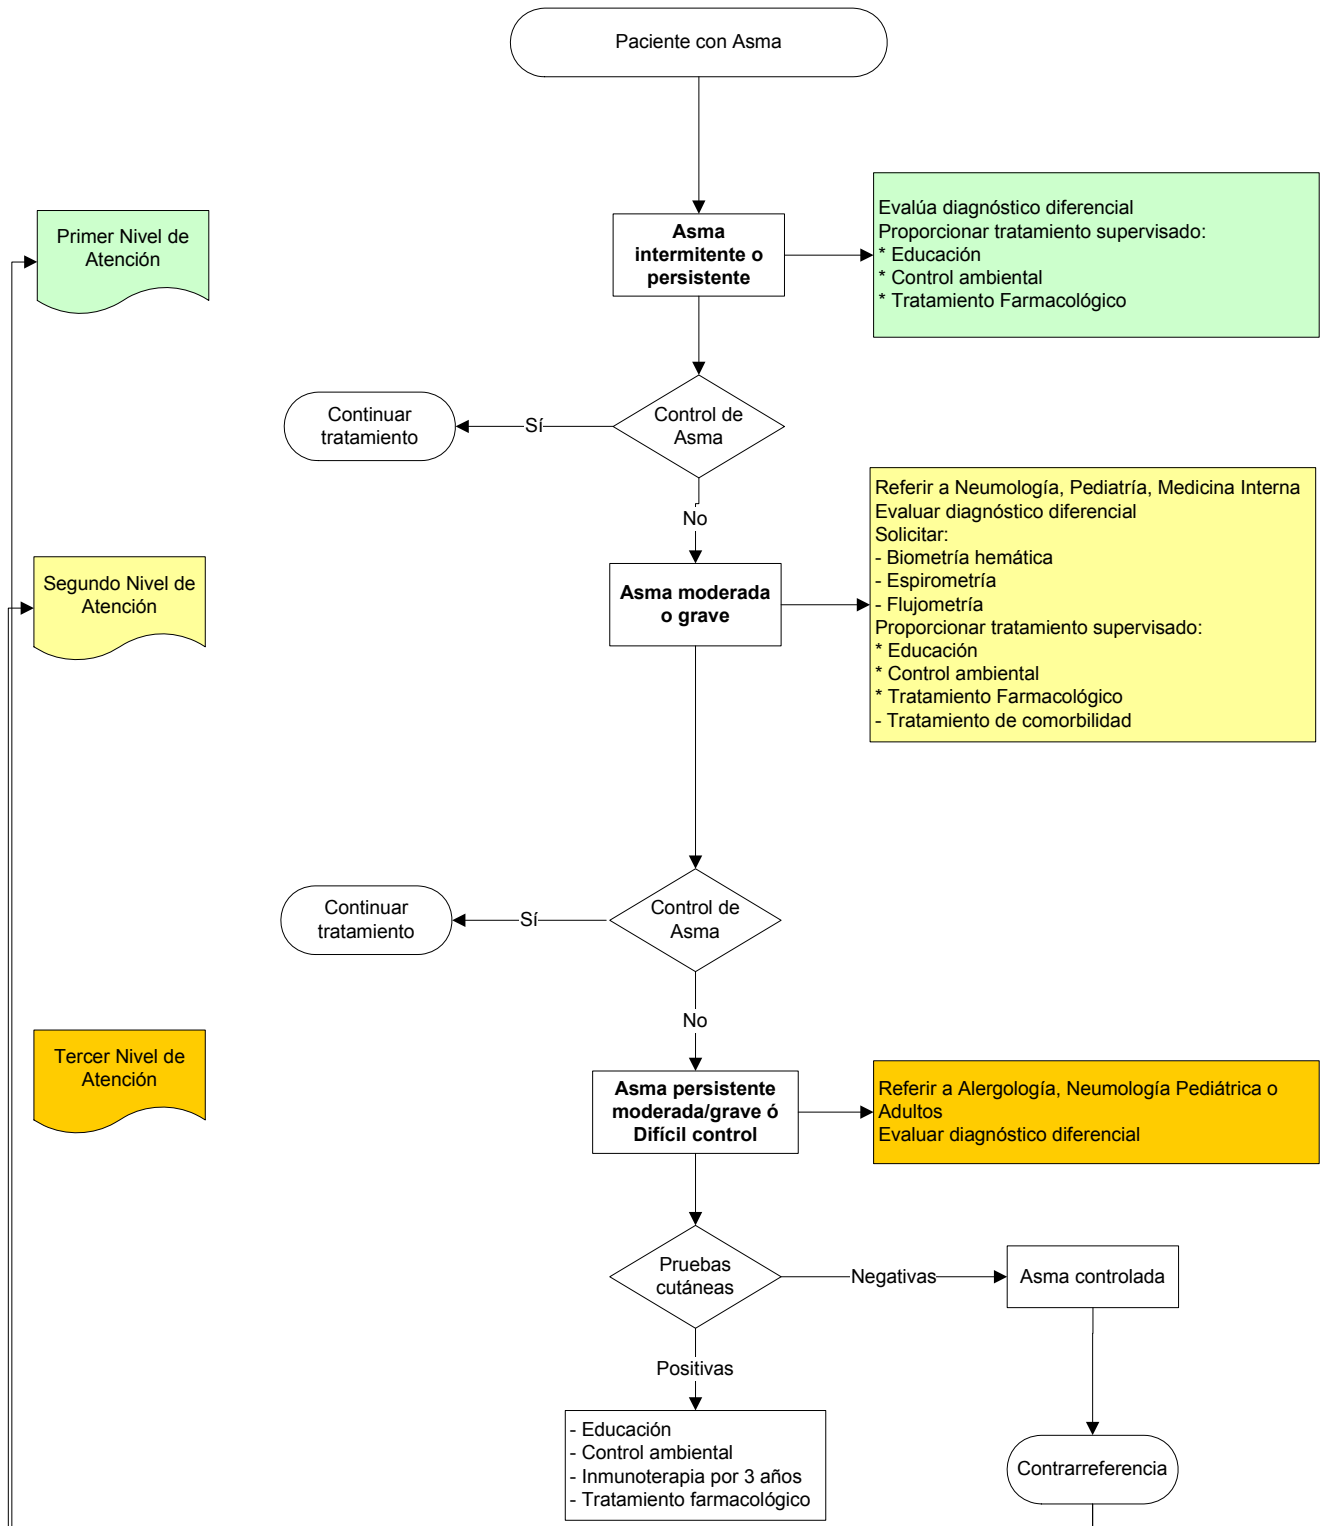 Paciente con Asma
Primer Nivel de
Atención
Asma
intermitente o
persistente
Evalúa diagnóstico diferencial
Proporcionar tratamiento supervisado:
* Educación
* Control ambiental
* Tratamiento Farmacológico
Continuar
tratamiento
Sí
Control de
Asma
No
Segundo Nivel de
Atención
Asma moderada
o grave
Referir a Neumología, Pediatría, Medicina Interna
Evaluar diagnóstico diferencial
Solicitar:
- Biometría hemática
- Espirometría
- Flujometría
Proporcionar tratamiento supervisado:
* Educación
* Control ambiental
* Tratamiento Farmacológico
- Tratamiento de comorbilidad
Continuar
tratamiento
Sí
Control de
Asma
No
Tercer Nivel de
Atención
Asma persistente
moderada/grave ó
Difícil control
Referir a Alergología, Neumología Pediátrica o
Adultos
Evaluar diagnóstico diferencial
Pruebas
cutáneas
Negativas
Asma controlada
Positivas
- Educación
- Control ambiental
- Inmunoterapia por 3 años
- Tratamiento farmacológico
Contrarreferencia